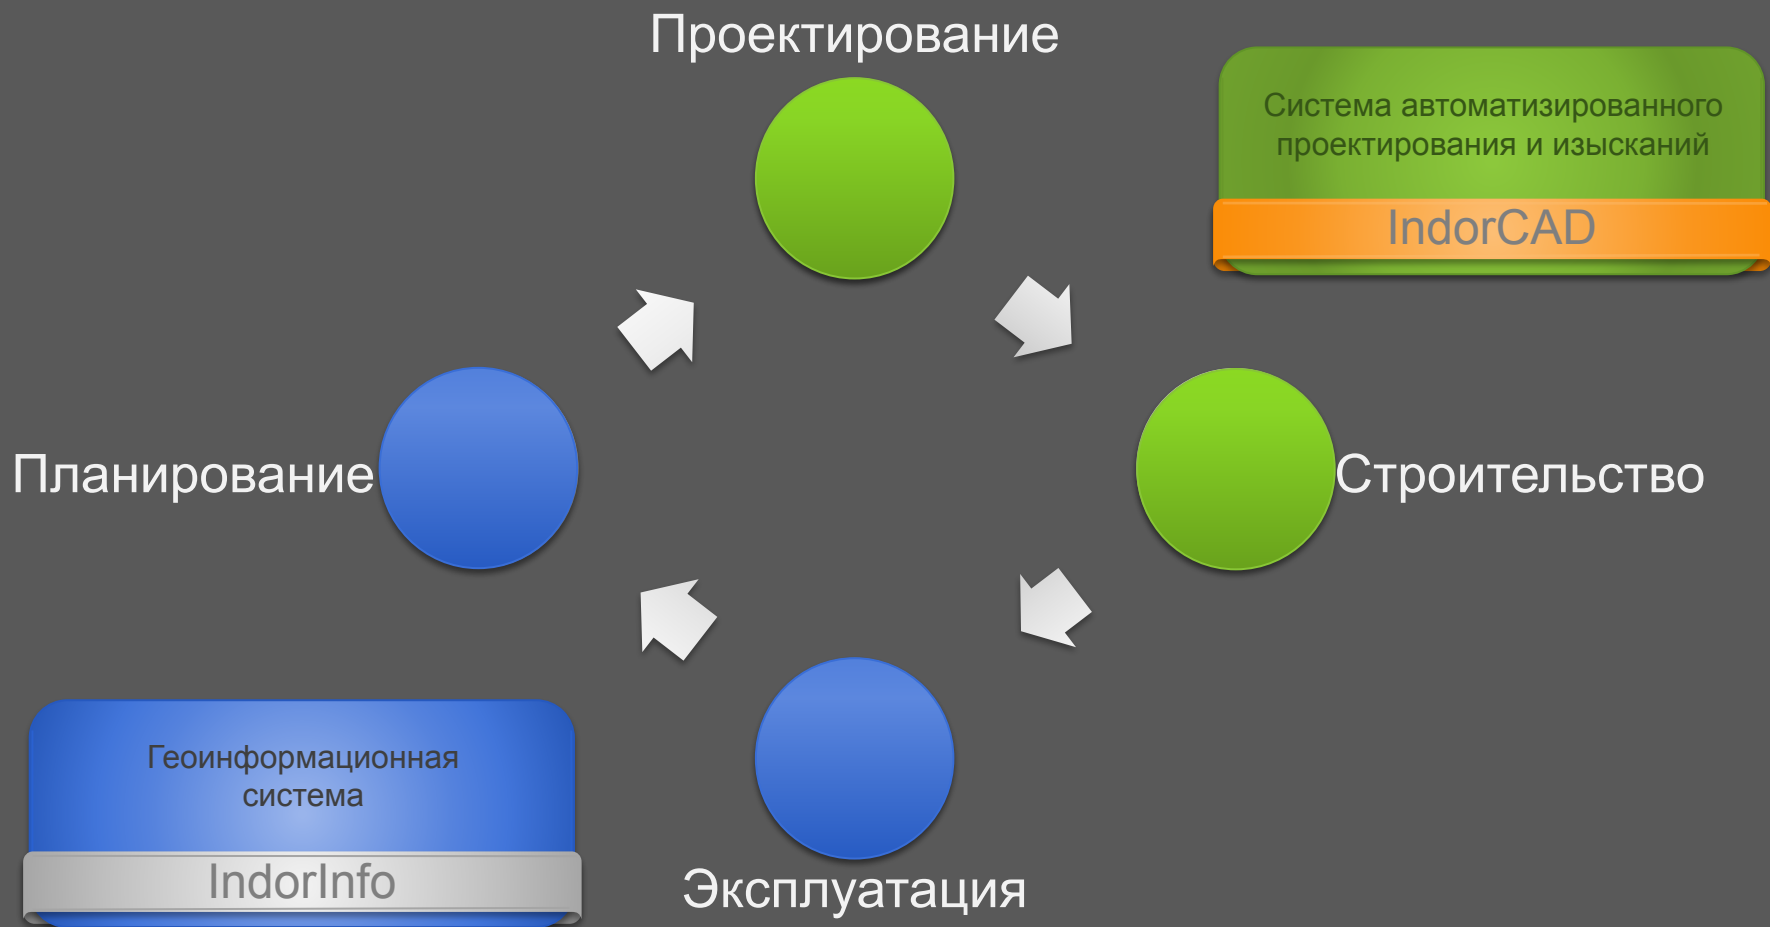 Проектирование
Система автоматизированного
проектирования и изысканий
IndorCAD
Планирование
Строительство
Геоинформационная
система
IndorInfo
Эксплуатация